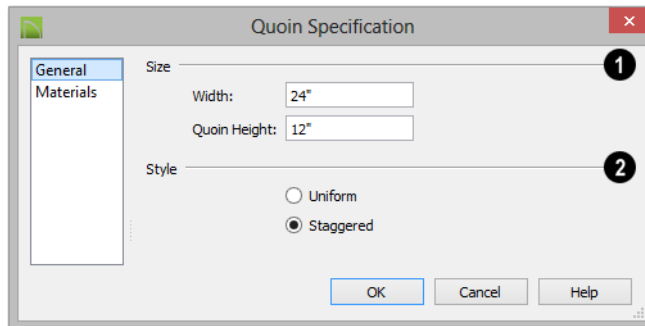 Quoin Specification
General
Materials
Size
1
Width: 24"
Quoin Height: 12"
Style
2
Uniform
Staggered
OK Cancel Help